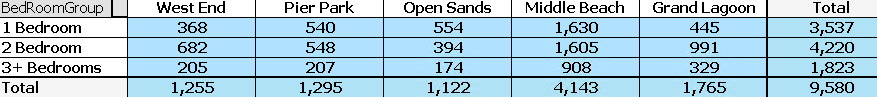 BedRoomGroup West End Pier Park Open Sands Middle Beach Grand Lagoon Total
1 Bedroom 368 540 554 1,630 445 3,537
2 Bedroom 682 548 394 1,605 991 4,220
3+ Bedrooms 205 207 174 908 329 1,823
Total 1,255 1,295 1,122 4,143 1,765 9,580